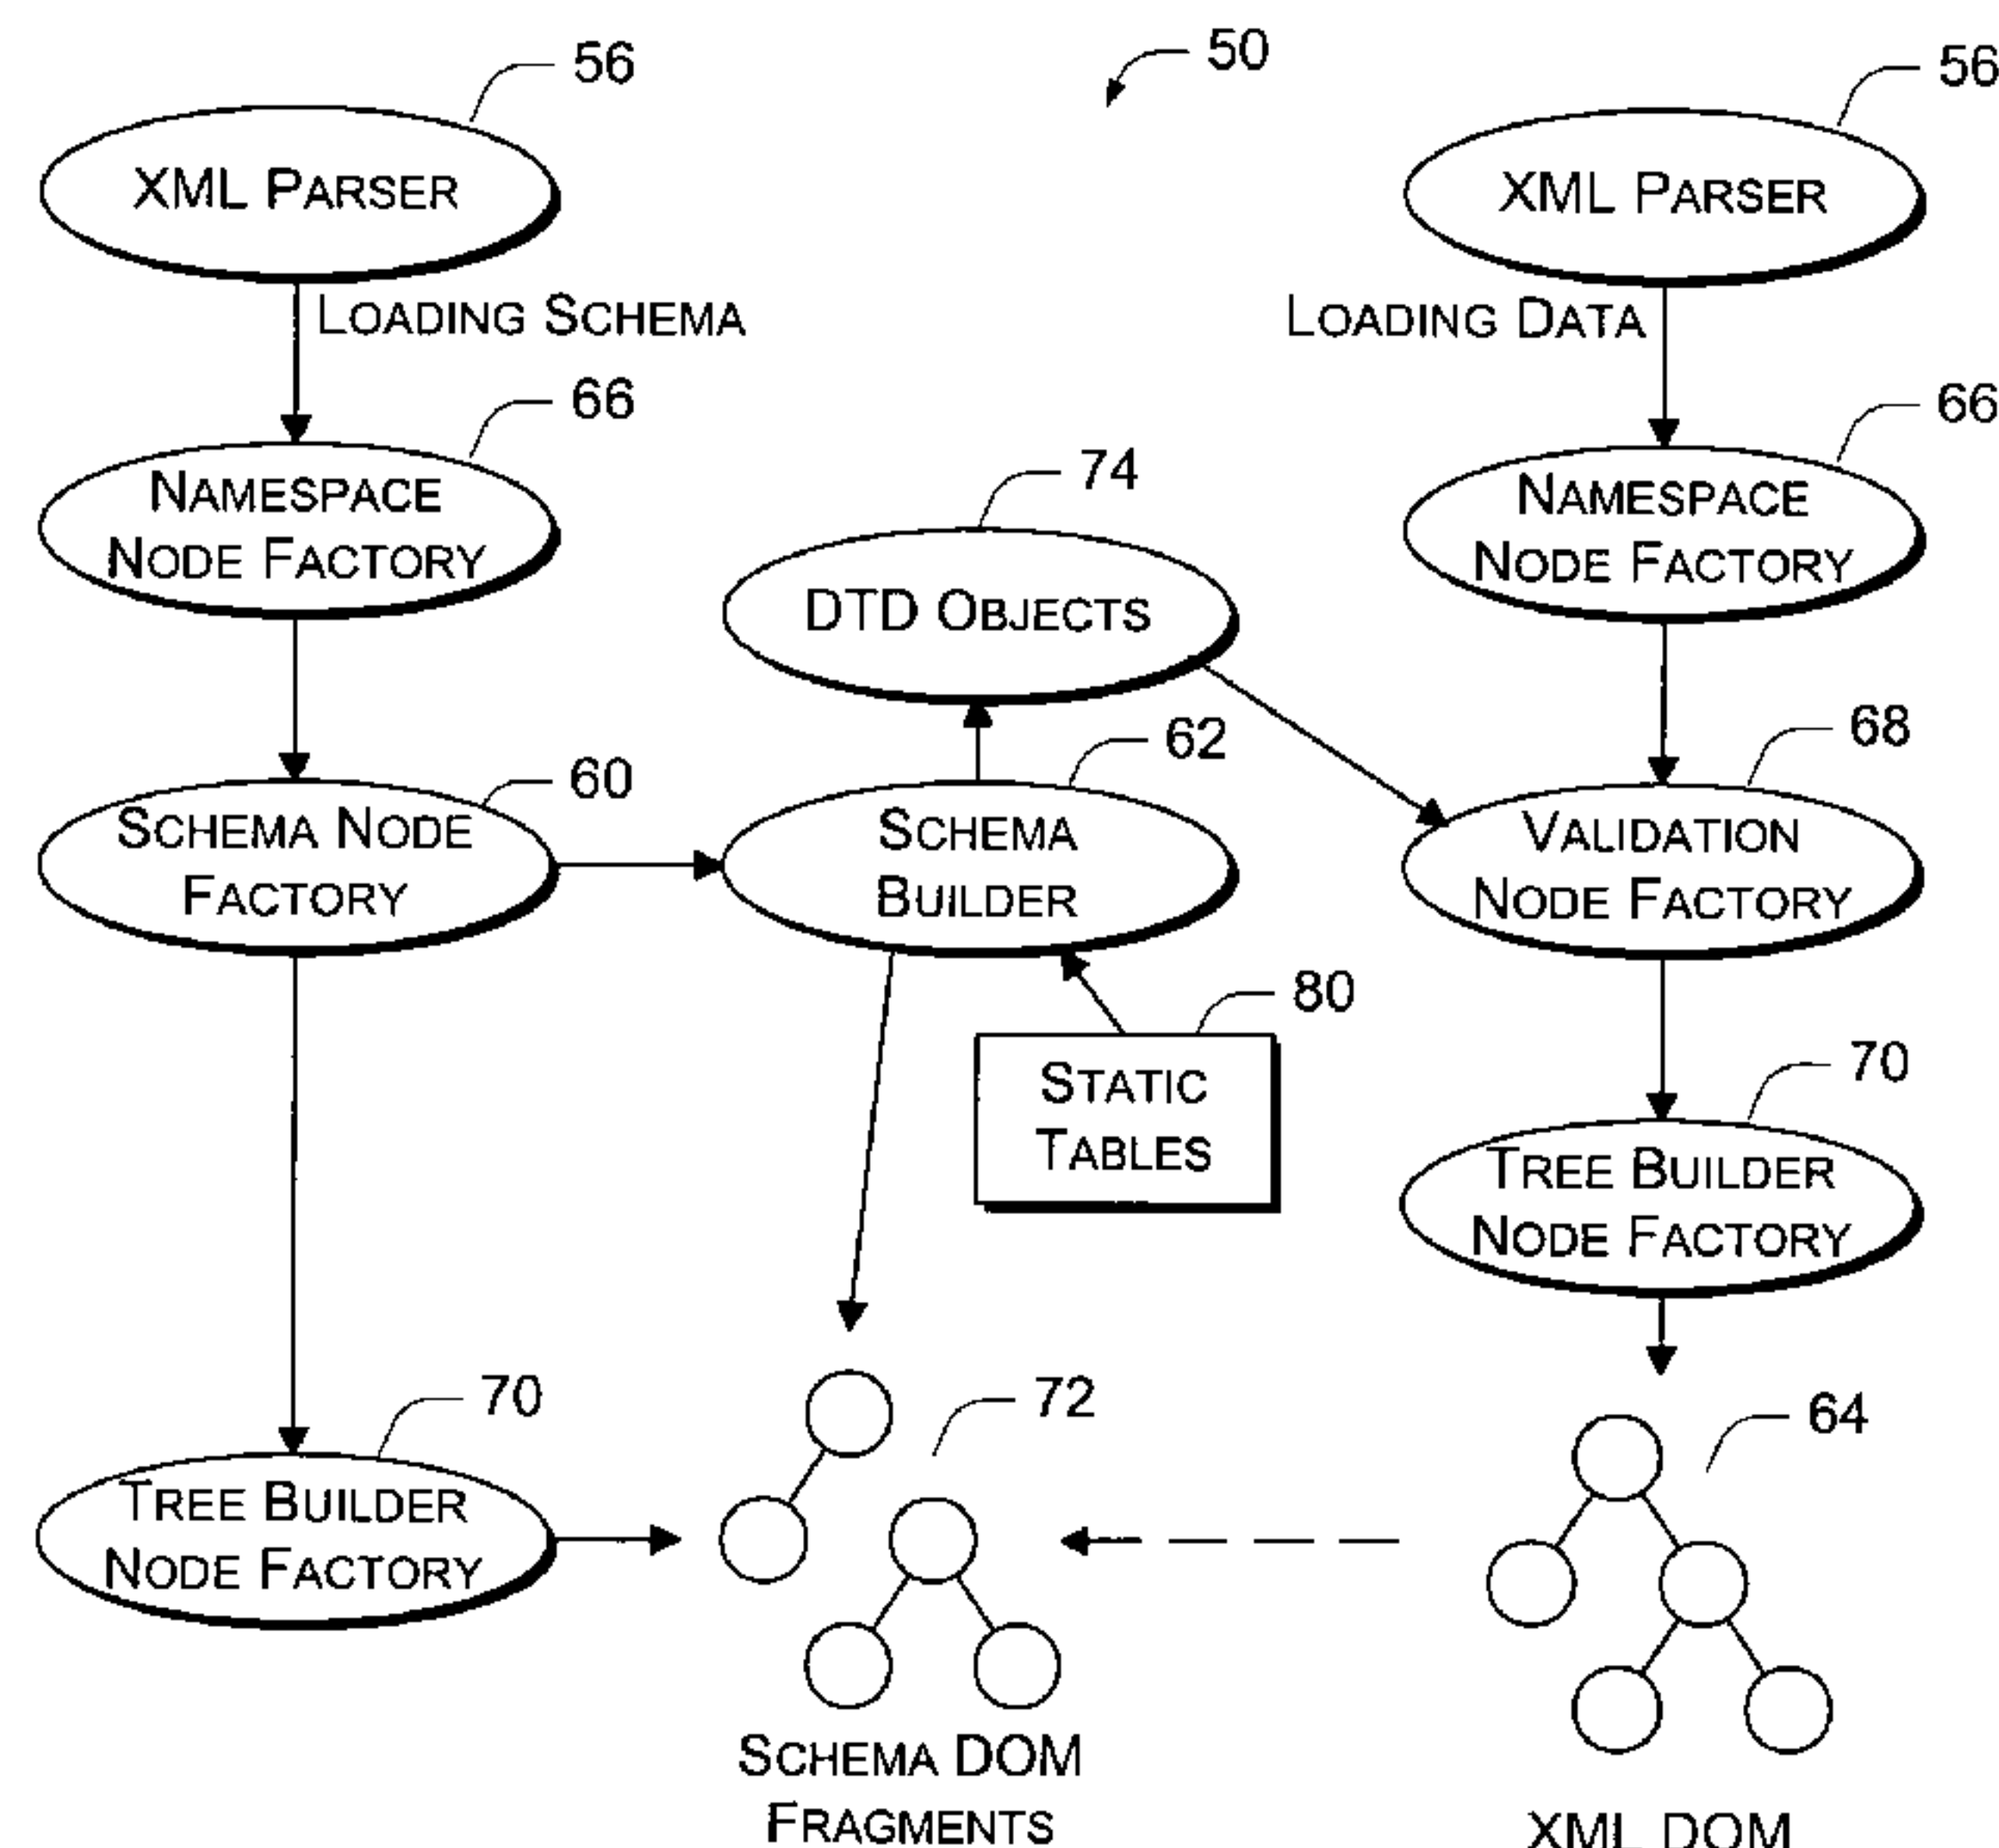 50
56
XML PARSER
LOADING SCHEMA
66
NAMESPACE
NODE FACTORY
60
SCHEMA NODE
FACTORY
70
TREE BUILDER
NODE FACTORY
74
DTD OBJECTS
62
SCHEMA
BUILDER
80
STATIC
TABLES
72
SCHEMA DOM
FRAGMENTS
56
XML PARSER
LOADING DATA
66
NAMESPACE
NODE FACTORY
68
VALIDATION
NODE FACTORY
70
TREE BUILDER
NODE FACTORY
64
XML DOM